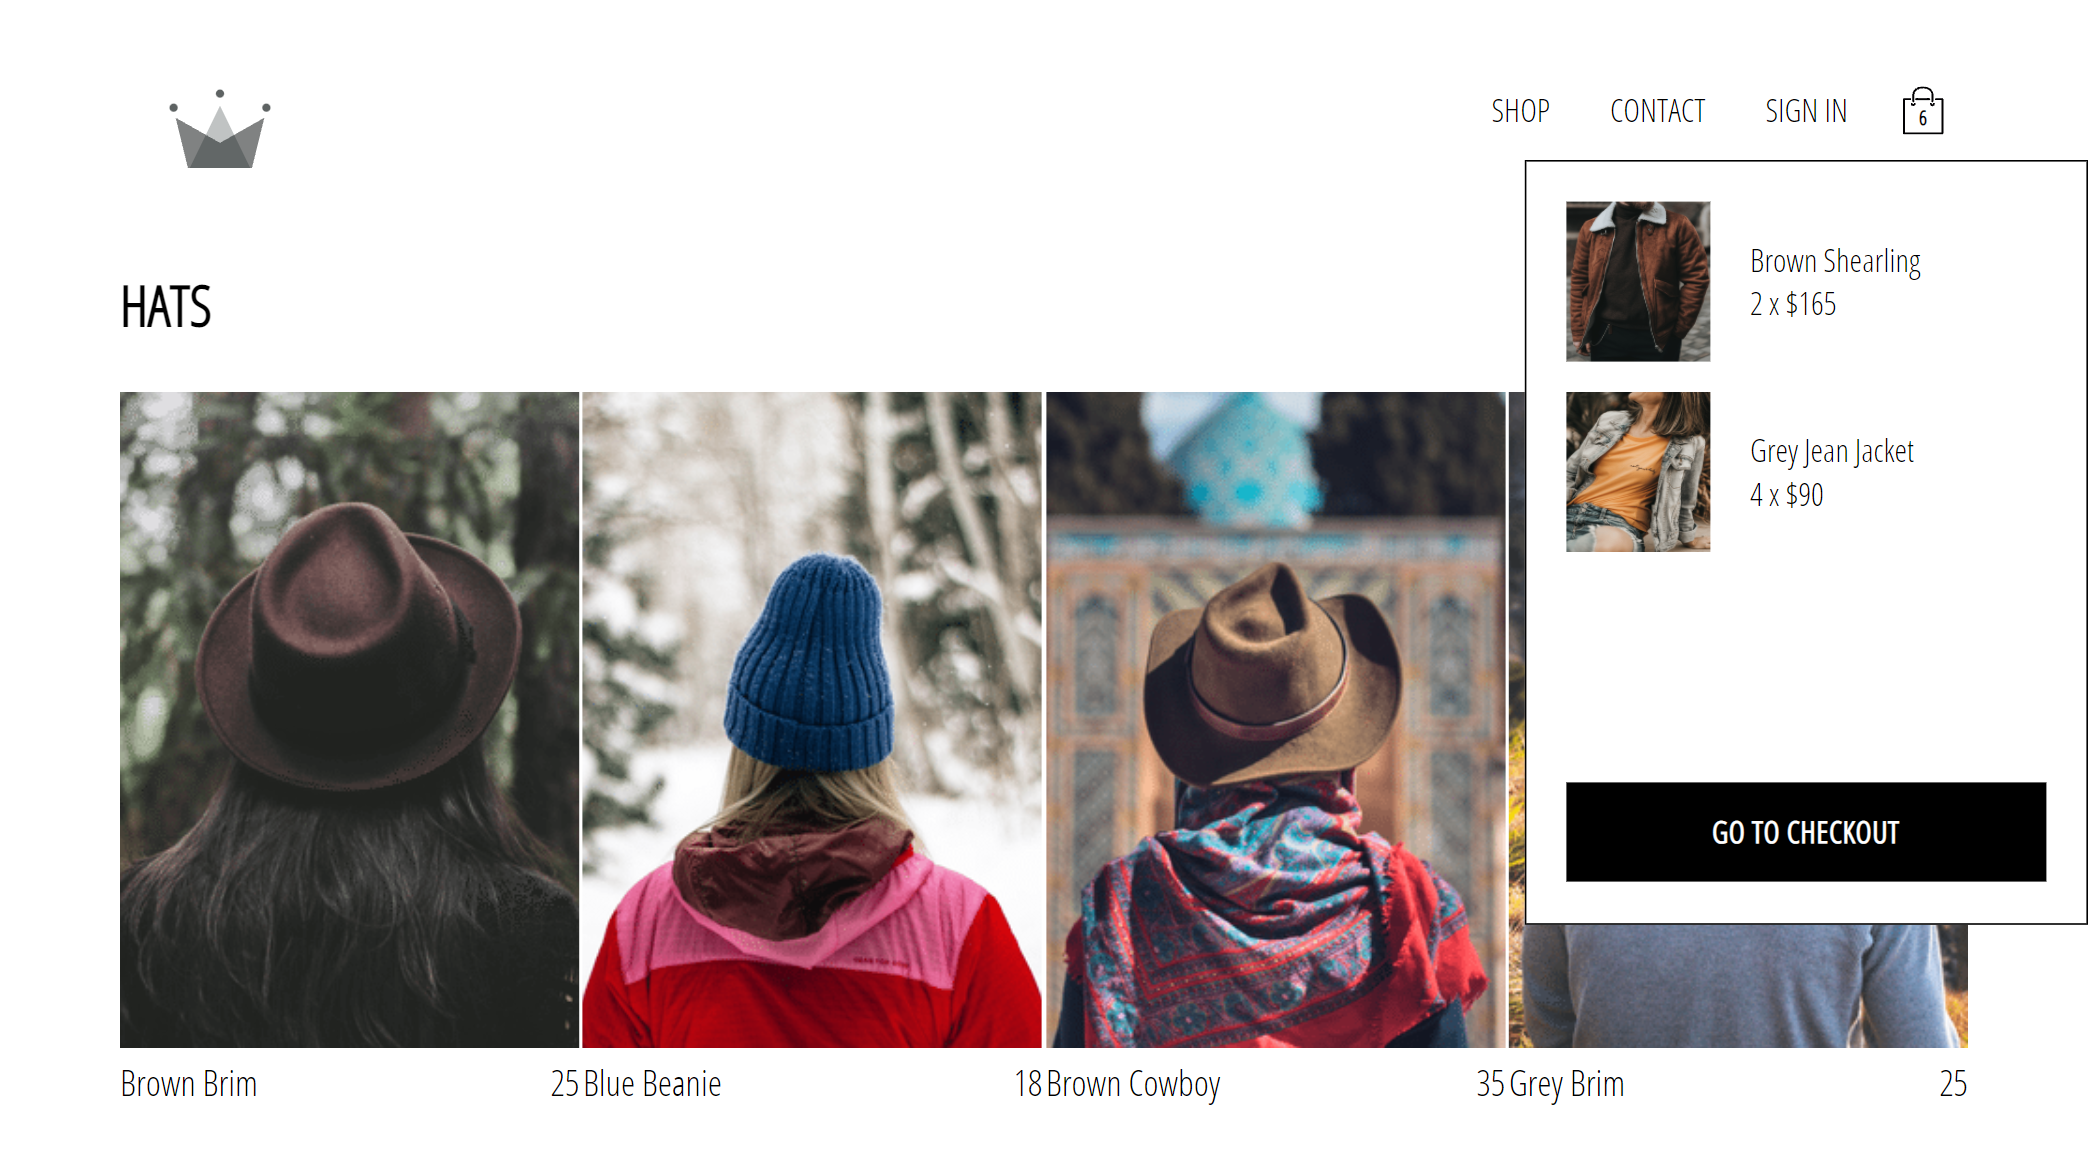 SHOP CONTACT SIGN IN 6
Brown Shearling
2 x $165
HATS
Grey Jean Jacket
4 x $90
GO TO CHECKOUT
Brown Brim 25 Blue Beanie 18 Brown Cowboy 35 Grey Brim 25